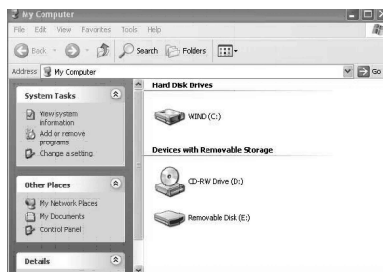 My Computer
File Edit View Favorites Tools Help
Back Search Folders
Address My Computer Go
System Tasks
View system
information
Add or remove
programs
Change a setting
Other Places
My Network Places
My Documents
Control Panel
Details
Hard Disk Drives
WIND (C:)
Devices with Removable Storage
CD-RW Drive (D:)
Removable Disk (E:)